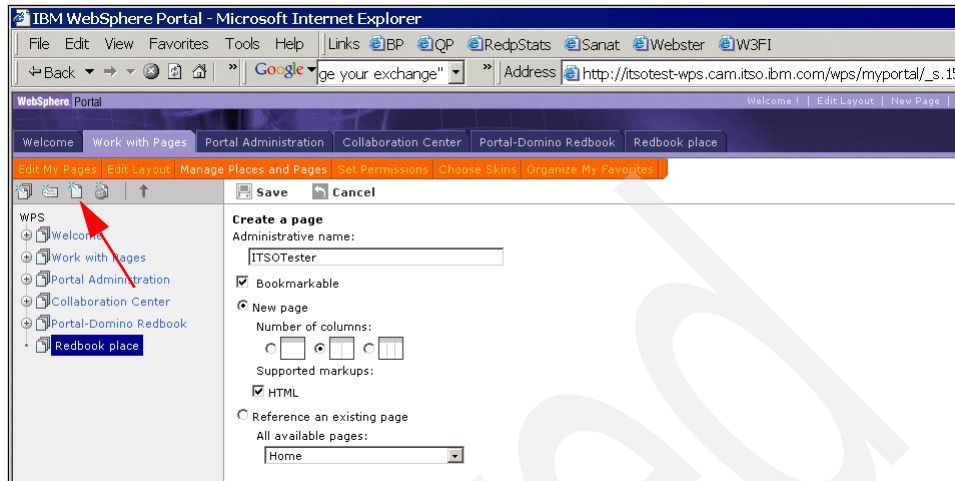 IBM WebSphere Portal - Microsoft Internet Explorer
File Edit View Favorites Tools Help Links BP QP RedpStats Sanat Webster W3FI
Back » Google ge your exchange" » Address http://itsotest-wps.cam.itso.ibm.com/wps/myportal/_s.15
WebSphere Portal Welcome ! | Edit Layout | New Page |
Welcome Work with Pages Portal Administration Collaboration Center Portal-Domino Redbook Redbook place
Edit My Pages Edit Layout Manage Places and Pages Set Permissions Choose Skins Organize My Favorites
Save Cancel
WPS
Welcome
Work with Pages
Portal Administration
Collaboration Center
Portal-Domino Redbook
Redbook place
Create a page
Administrative name:
ITSOTester
Bookmarkable
New page
Number of columns:
Supported markups:
HTML
Reference an existing page
All available pages:
Home